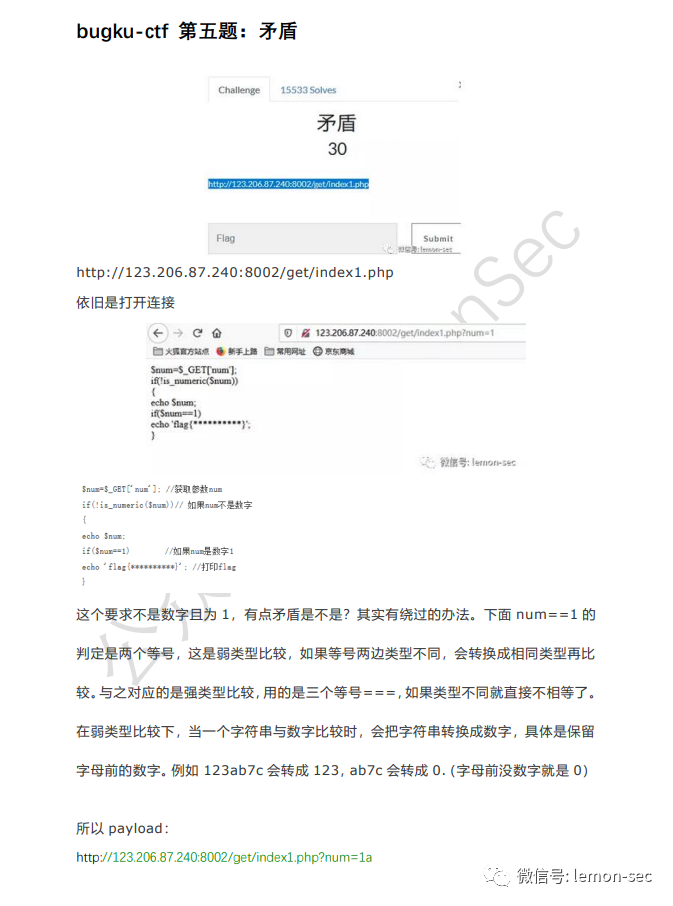 bugku-ctf 第五题：矛盾
Challenge
15533 Solves
矛盾
30
http://123.206.87.240:8002/get/index1.php
Flag
Submit
微信号: lemon-sec
http://123.206.87.240:8002/get/index1.php
依旧是打开连接
123.206.87.240:8002/get/index1.php?num=1
火狐官方站点 新手上路 常用网址 京东商城
$num=$_GET['num'];
if(!is_numeric($num))
{
echo $num;
if($num==1)
echo 'flag{**********}';
}
微信号: lemon-sec
$num=$_GET['num']; //获取参数num
if(!is_numeric($num))// 如果num不是数字
{
echo $num;
if($num==1) //如果num是数字1
echo 'flag{**********}'; //打印flag
}
这个要求不是数字且为 1，有点矛盾是不是？其实有绕过的办法。下面 num==1 的
判定是两个等号，这是弱类型比较，如果等号两边类型不同，会转换成相同类型再比
较。与之对应的是强类型比较，用的是三个等号===，如果类型不同就直接不相等了。
在弱类型比较下，当一个字符串与数字比较时，会把字符串转换成数字，具体是保留
字母前的数字。例如 123ab7c 会转成 123，ab7c 会转成 0.（字母前没数字就是 0）
所以 payload：
http://123.206.87.240:8002/get/index1.php?num=1a
微信号: lemon-sec